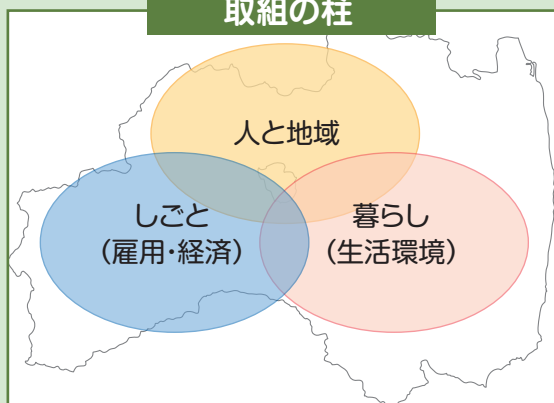 取組の柱
人と地域
しごと
（雇用･経済）
暮らし
（生活環境）